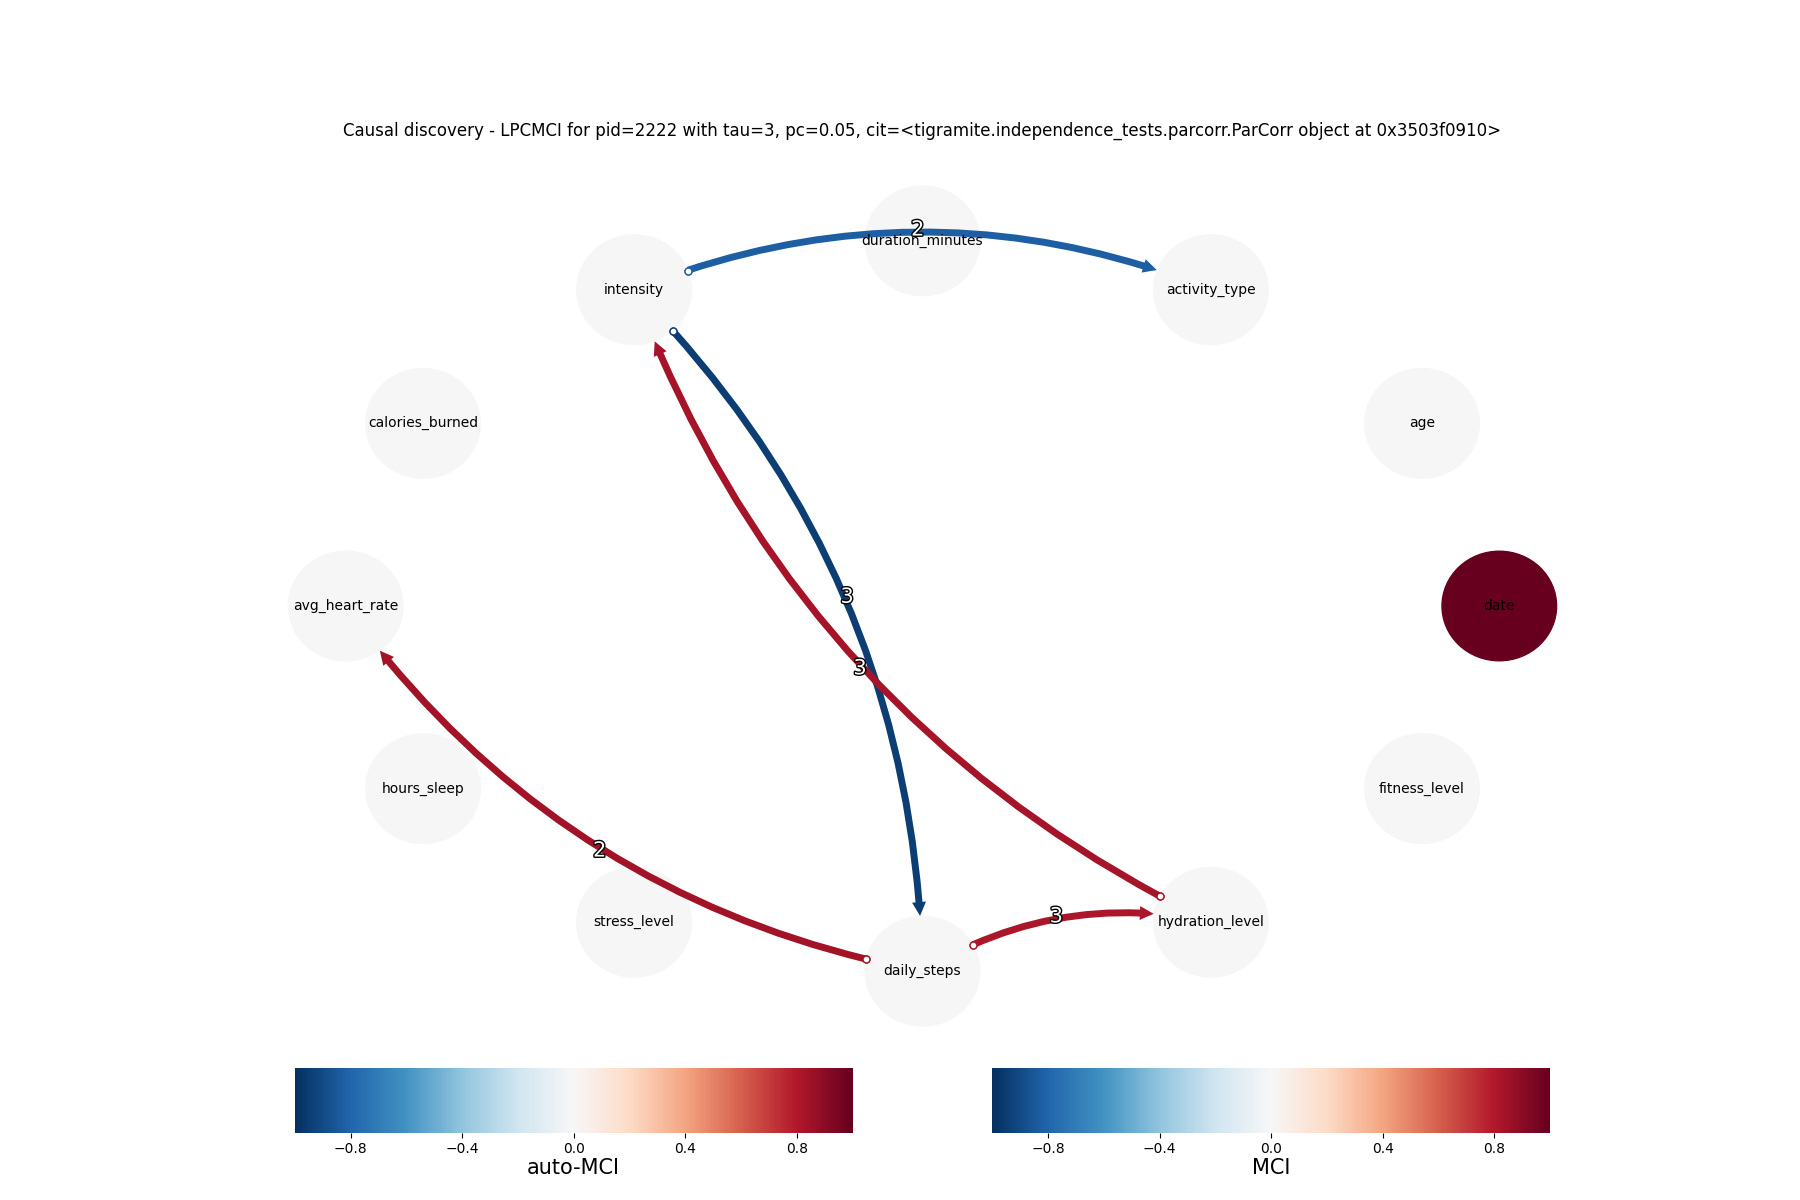 Causal discovery - LPCMCI for pid=2222 with tau=3, pc=0.05, cit=<tigramite.independence_tests.parcorr.ParCorr object at 0x3503f0910>
2
duration_minutes
intensity
activity_type
calories_burned
age
3
avg_heart_rate
date
3
hours_sleep
fitness_level
2
3
stress_level
hydration_level
daily_steps
−0.8 −0.4 0.0 0.4 0.8
auto-MCI
−0.8 −0.4 0.0 0.4 0.8
MCI